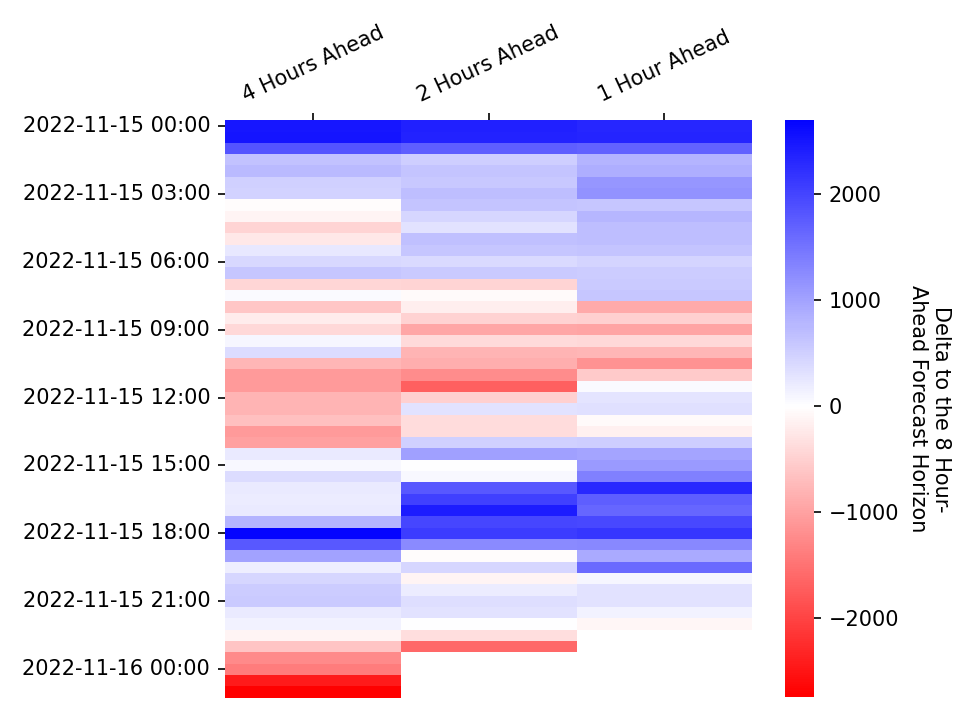 4 Hours Ahead
2 Hours Ahead
1 Hour Ahead
2022-11-15 00:00
2022-11-15 03:00
2022-11-15 06:00
2022-11-15 09:00
2022-11-15 12:00
2022-11-15 15:00
2022-11-15 18:00
2022-11-15 21:00
2022-11-16 00:00
2000
1000
0
−1000
−2000
Delta to the 8 Hour-
Ahead Forecast Horizon